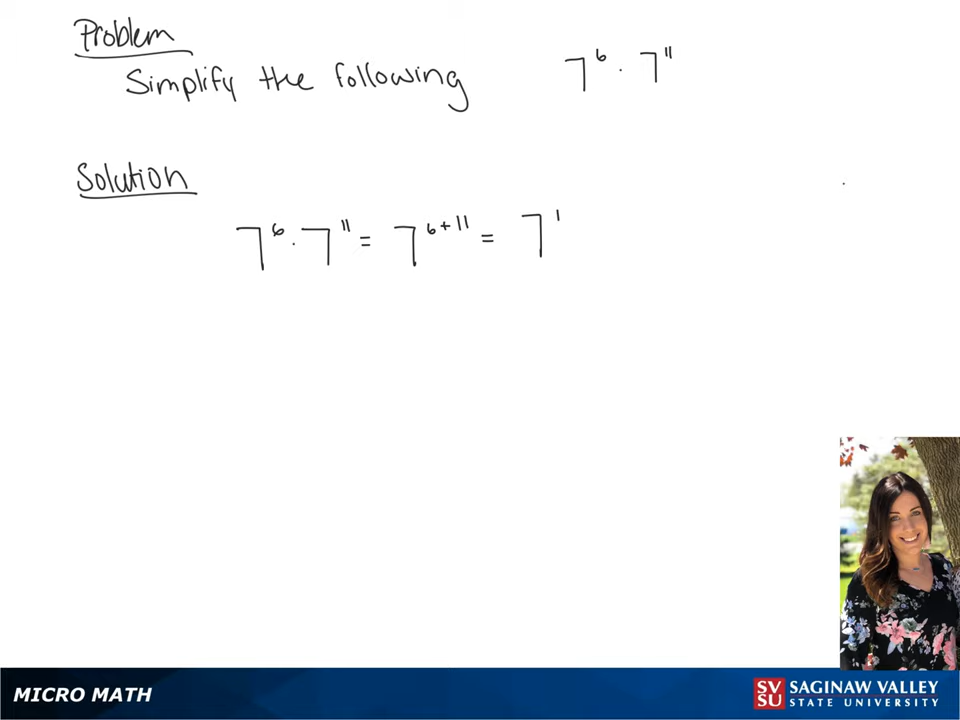 Problem
Simplify the following 7⁶ · 7¹¹
Solution
7⁶ · 7¹¹ = 7⁶⁺¹¹ = 7¹
MICRO MATH
SVSU SAGINAW VALLEY
STATE UNIVERSITY